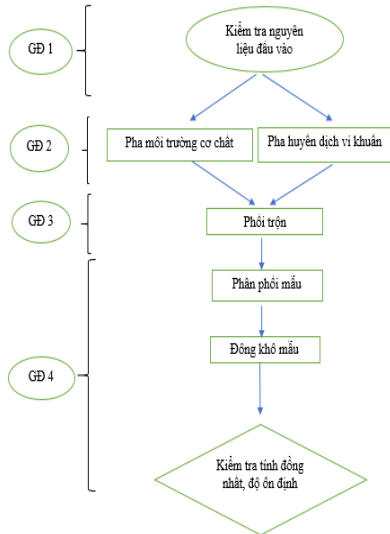 GĐ 1
Kiểm tra nguyên
liệu đầu vào
GĐ 2
Pha môi trường cơ chất
Pha huyền dịch vi khuẩn
GĐ 3
Phối trộn
Phân phối mẫu
GĐ 4
Đông khô mẫu
Kiểm tra tính đồng
nhất, độ ổn định